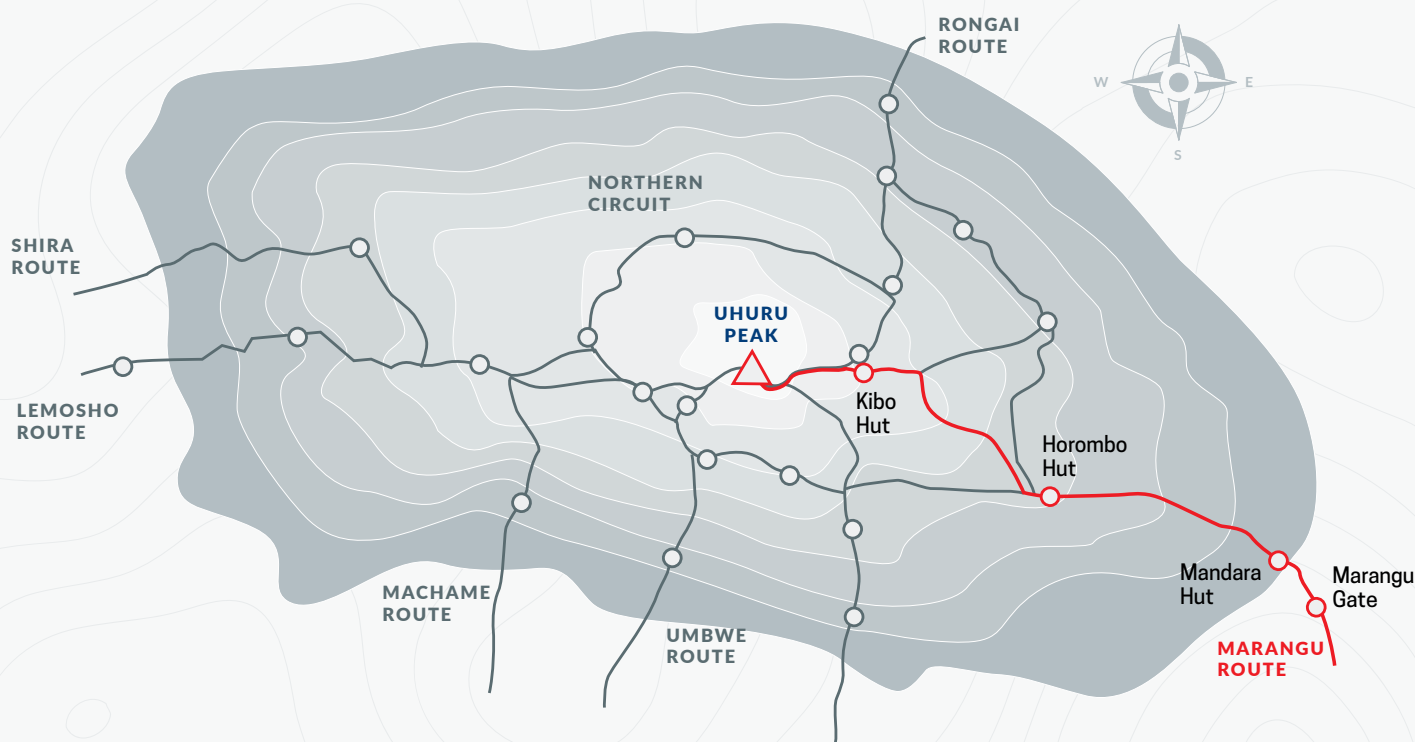 RONGAI
ROUTE
W
E
S
NORTHERN
CIRCUIT
SHIRA
ROUTE
UHURU
PEAK
LEMOSHO
ROUTE
Kibo
Hut
Horombo
Hut
Mandara
Hut
Marangu
Gate
MACHAME
ROUTE
UMBWE
ROUTE
MARANGU
ROUTE